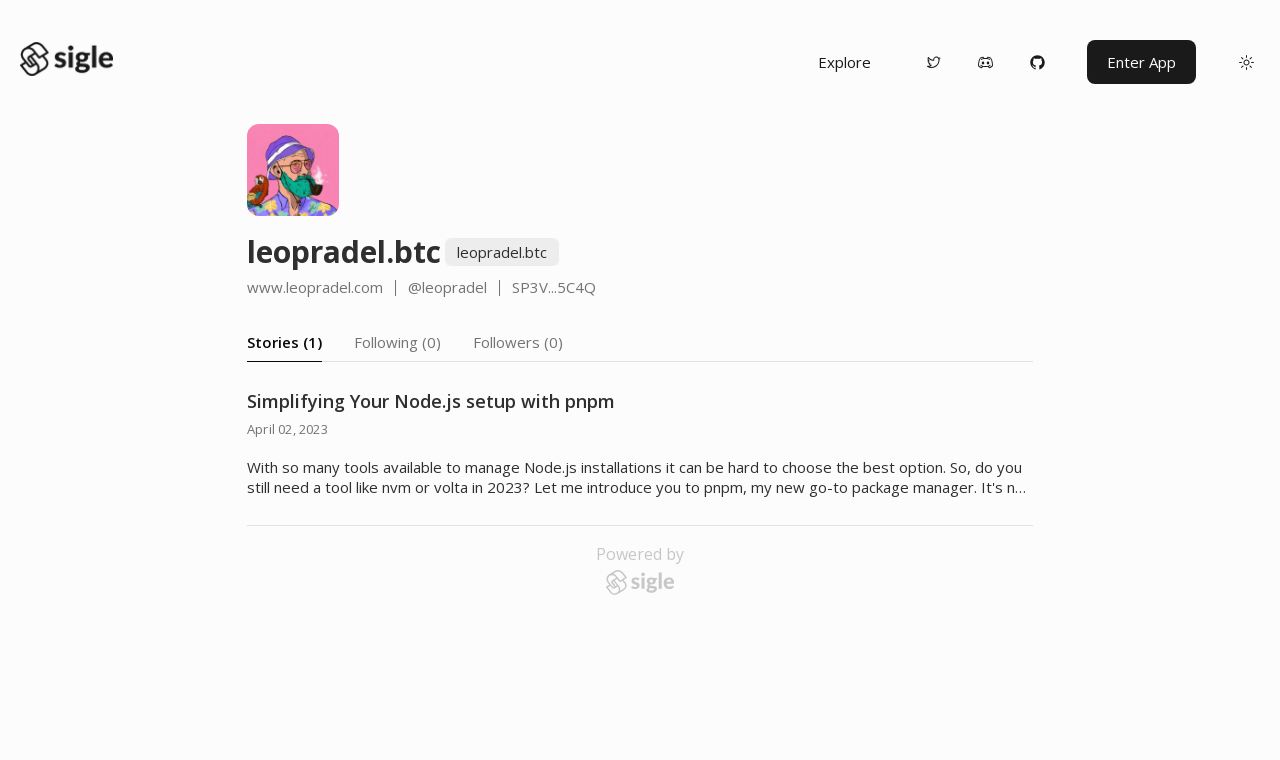 sigle
Explore
Enter App
leopradel.btc
leopradel.btc
www.leopradel.com
@leopradel
SP3V...5C4Q
Stories (1)
Following (0)
Followers (0)
Simplifying Your Node.js setup with pnpm
April 02, 2023
With so many tools available to manage Node.js installations it can be hard to choose the best option. So, do you
still need a tool like nvm or volta in 2023? Let me introduce you to pnpm, my new go-to package manager. It's n...
Powered by
sigle